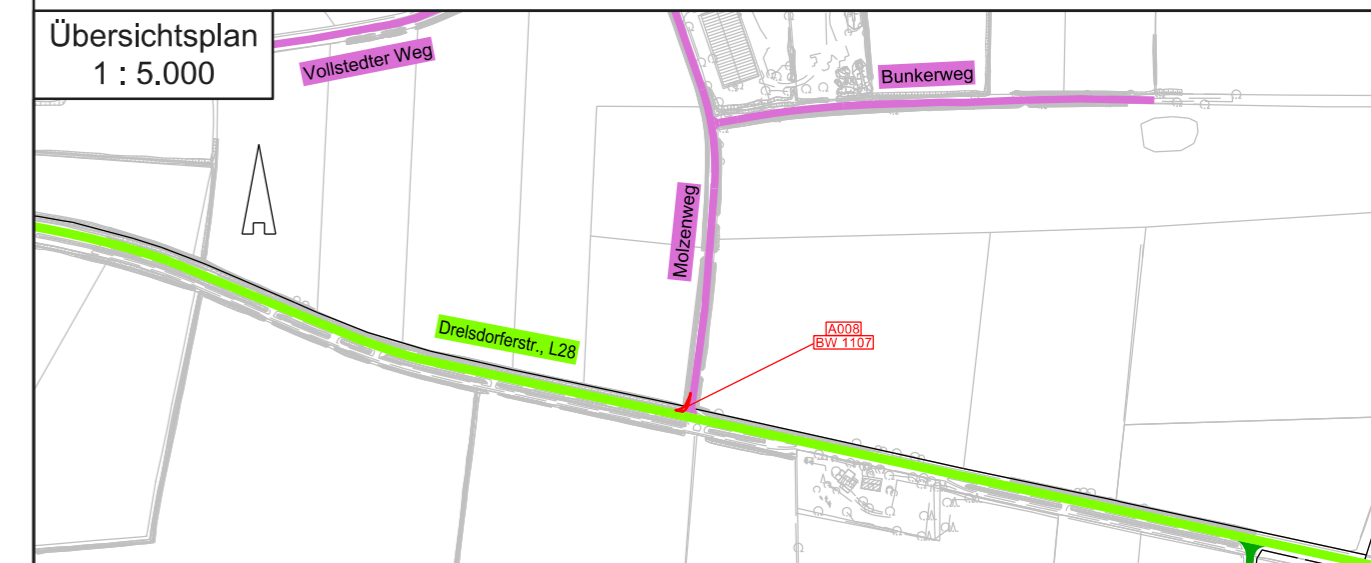 Übersichtsplan
1 : 5.000
Vollstedter Weg
Bunkerweg
Molzenweg
Drelsdorferstr., L28
A008
BW 1107